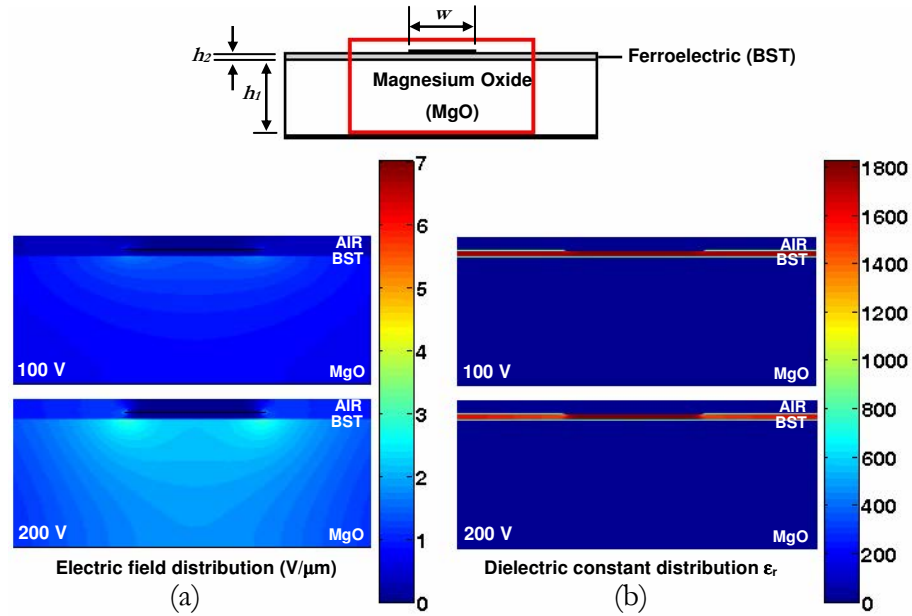 w
h2
h1
Ferroelectric (BST)
Magnesium Oxide
(MgO)
7
6
5
4
3
2
1
0
AIR
BST
100 V
MgO
AIR
BST
200 V
MgO
Electric field distribution (V/μm)
(a)
1800
1600
1400
1200
1000
800
600
400
200
0
AIR
BST
100 V
MgO
AIR
BST
200 V
MgO
Dielectric constant distribution εr
(b)